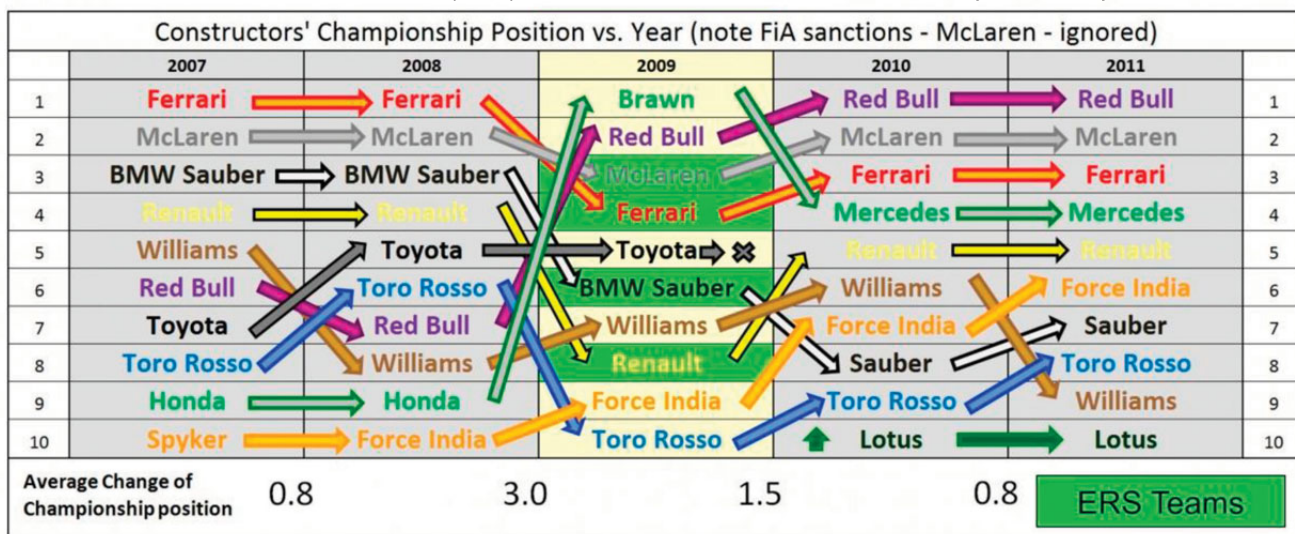 Constructors' Championship Position vs. Year (note FiA sanctions - McLaren - ignored)
2007 2008 2009 2010 2011
1 Ferrari Ferrari Brawn Red Bull Red Bull 1
2 McLaren McLaren Red Bull McLaren McLaren 2
3 BMW Sauber BMW Sauber McLaren Ferrari Ferrari 3
4 Renault Renault Ferrari Mercedes Mercedes 4
5 Williams Toyota Toyota Renault Renault 5
6 Red Bull Toro Rosso BMW Sauber Williams Force India 6
7 Toyota Red Bull Williams Force India Sauber 7
8 Toro Rosso Williams Renault Sauber Toro Rosso 8
9 Honda Honda Force India Toro Rosso Williams 9
10 Spyker Force India Toro Rosso Lotus Lotus 10
Average Change of
Championship position 0.8 3.0 1.5 0.8 ERS Teams